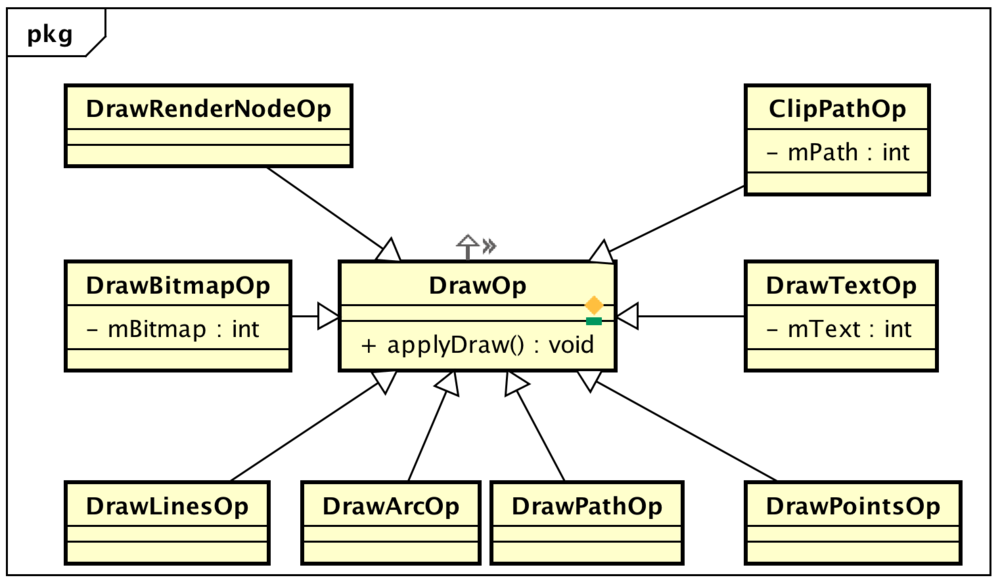 pkg
DrawRenderNodeOp
ClipPathOp
- mPath : int
DrawBitmapOp
- mBitmap : int
DrawOp
+ applyDraw() : void
DrawTextOp
- mText : int
DrawLinesOp
DrawArcOp
DrawPathOp
DrawPointsOp